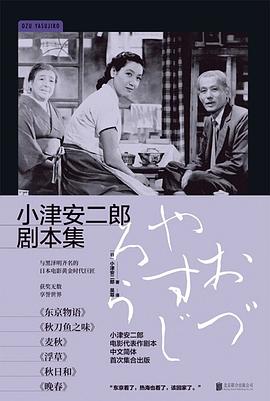 OZU YASUJIRO
小津安二郎
剧本集
与黑泽明齐名的
日本电影黄金时代巨匠
获奖无数
享誉世界
《东京物语》
《秋刀鱼之味》
《麦秋》
《浮草》
《秋日和》
《晚春》
おづ
やすじ
ろう
小津安二郎
电影代表作剧本
中文简体
首次集合出版
“东京看了，热海也看了，该回家了。”
北京联合出版公司